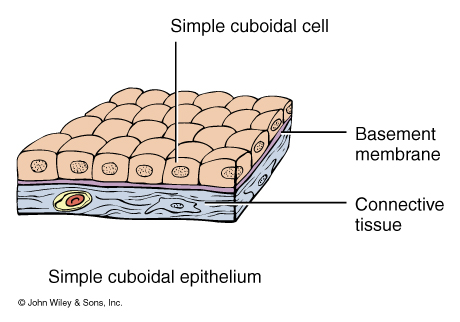 Simple cuboidal cell
Basement
membrane
Connective
tissue
Simple cuboidal epithelium
© John Wiley & Sons, Inc.